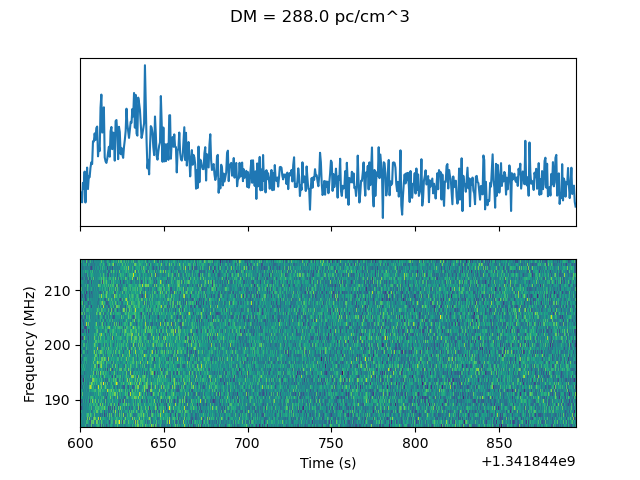 DM = 288.0 pc/cm^3
Frequency (MHz)
210
200
190
600 650 700 750 800 850
Time (s)
+1.341844e9